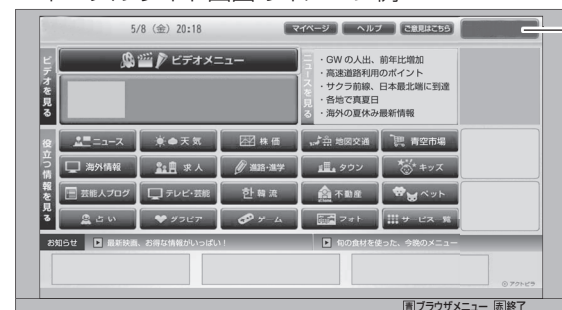 5/8（金）20:18
マイページ
ヘルプ
ご意見はこちら
ビデオを見る
ビデオメニュー
ニュースを見る
・GW の人出、前年比増加
・高速道路利用のポイント
・サクラ前線、日本最北端に到達
・各地で真夏日
・海外の夏休み最新情報
役立つ情報を見る
ニュース
天気
株価
地図交通
青空市場
海外情報
求人
進路・進学
タウン
キッズ
芸能人ブログ
テレビ・芸能
한 韓流
不動産
ペット
占い
グラビア
ゲーム
フォト
サービス一覧
お知らせ
最新映画、お得な情報がいっぱい！
旬の食材を使った、今晩のメニュー
© アクトビラ
青 ブラウザメニュー 赤 終了